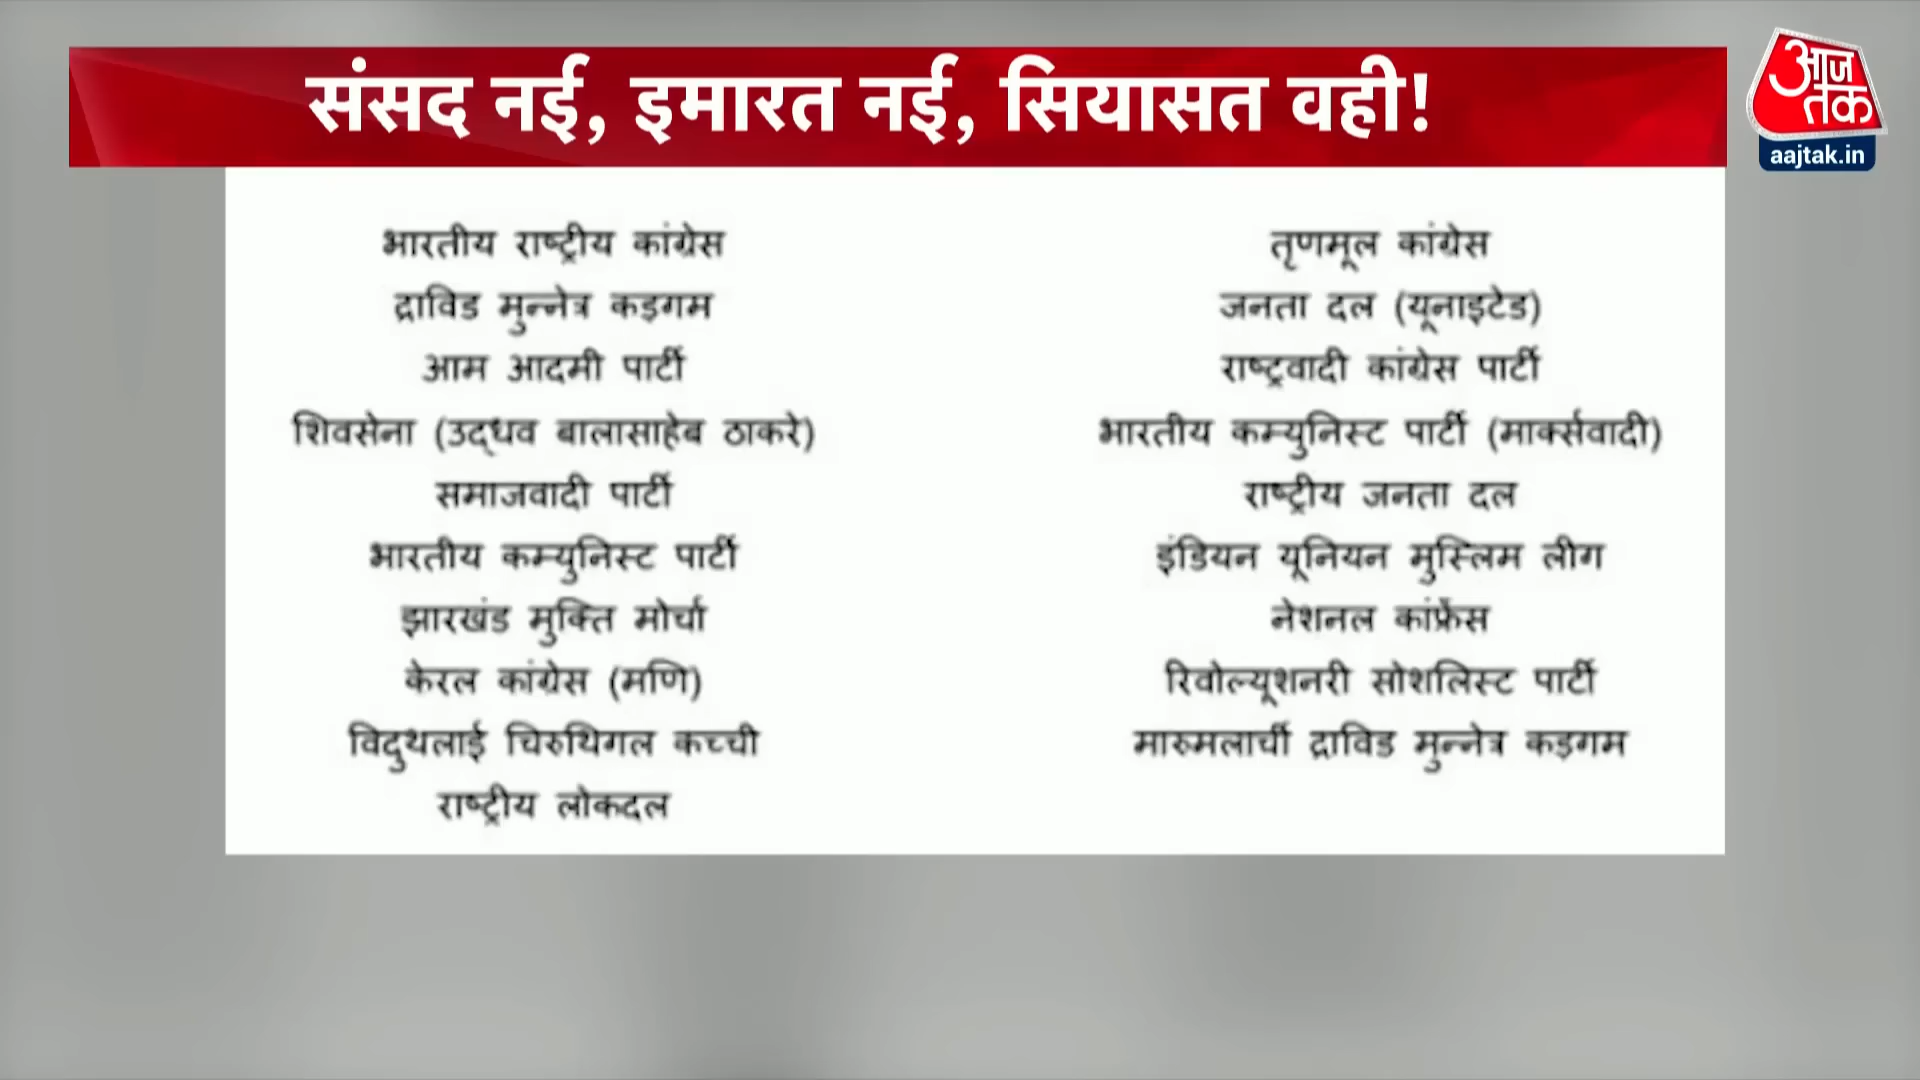 संसद नई, इमारत नई, सियासत वही!
आज तक
aajtak.in
भारतीय राष्ट्रीय कांग्रेस
तृणमूल कांग्रेस
द्राविड मुन्नेत्र कड़गम
जनता दल (यूनाइटेड)
आम आदमी पार्टी
राष्ट्रवादी कांग्रेस पार्टी
शिवसेना (उद्धव बालासाहेब ठाकरे)
भारतीय कम्युनिस्ट पार्टी (मार्क्सवादी)
समाजवादी पार्टी
राष्ट्रीय जनता दल
भारतीय कम्युनिस्ट पार्टी
इंडियन यूनियन मुस्लिम लीग
झारखंड मुक्ति मोर्चा
नेशनल कांफ्रेंस
केरल कांग्रेस (मणि)
रिवोल्यूशनरी सोशलिस्ट पार्टी
विदुथलाई चिरुथिगल कच्ची
मारुमलार्ची द्राविड मुन्नेत्र कड़गम
राष्ट्रीय लोकदल